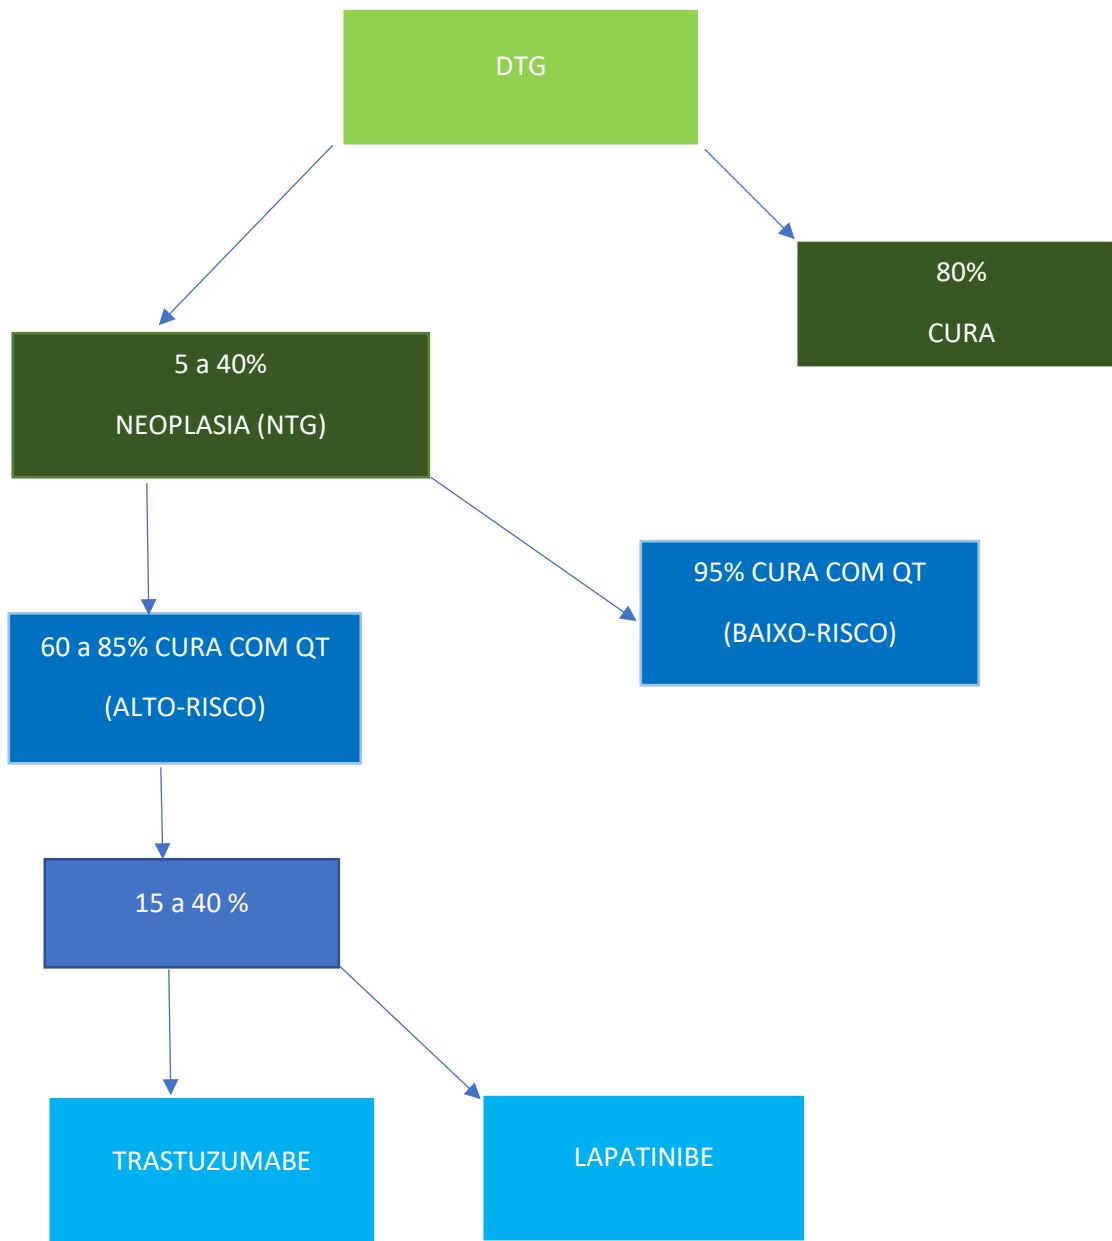 DTG
80%
CURA
5 a 40%
NEOPLASIA (NTG)
95% CURA COM QT
(BAIXO-RISCO)
60 a 85% CURA COM QT
(ALTO-RISCO)
15 a 40 %
TRASTUZUMABE
LAPATINIBE